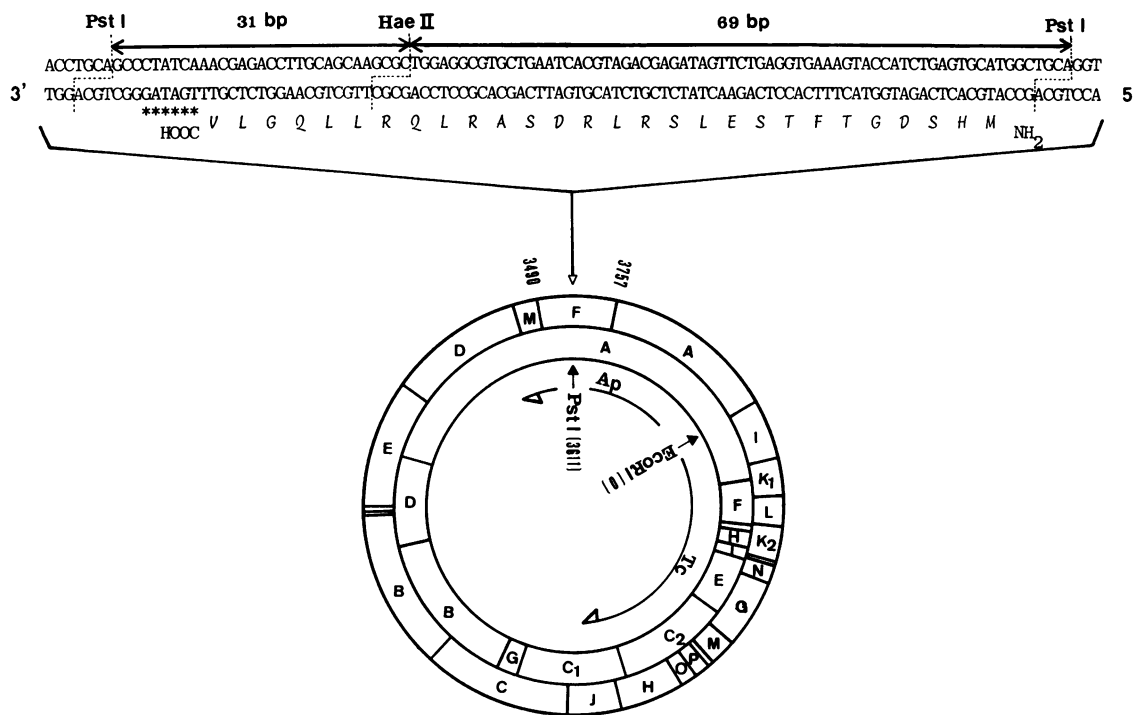 Pst I 31 bp Hae II 69 bp Pst I
ACCTGCAGCCCTATCAAACGAGACCTTGCAGCAAGCGCTGGAGGCGTGCTGAATCACGTAGACGAGATAGTTCTGAGGTGAAAGTACCATCTGAGTGCATGGCTGCAGGT
3' TGGACGTCGGGATAGTTTGCTCTGGAACGTCGTTCGCGACCTCCGCACGACTTAGTGCATCTGCTCTATCAAGACTCCACTTTCATGGTAGACTCACGTACCGACGTCCA 5
******
HOOC V L G Q L L R Q L R A S D R L R S L E S T F T G D S H M NH2
3490 3757
M F
D A A
Ap
Pst I (3611)
EcoRI (0)
E I
K1
D F L
H K2
I N
Tc E G
B B
C2 M
P
G C1 O
C J H